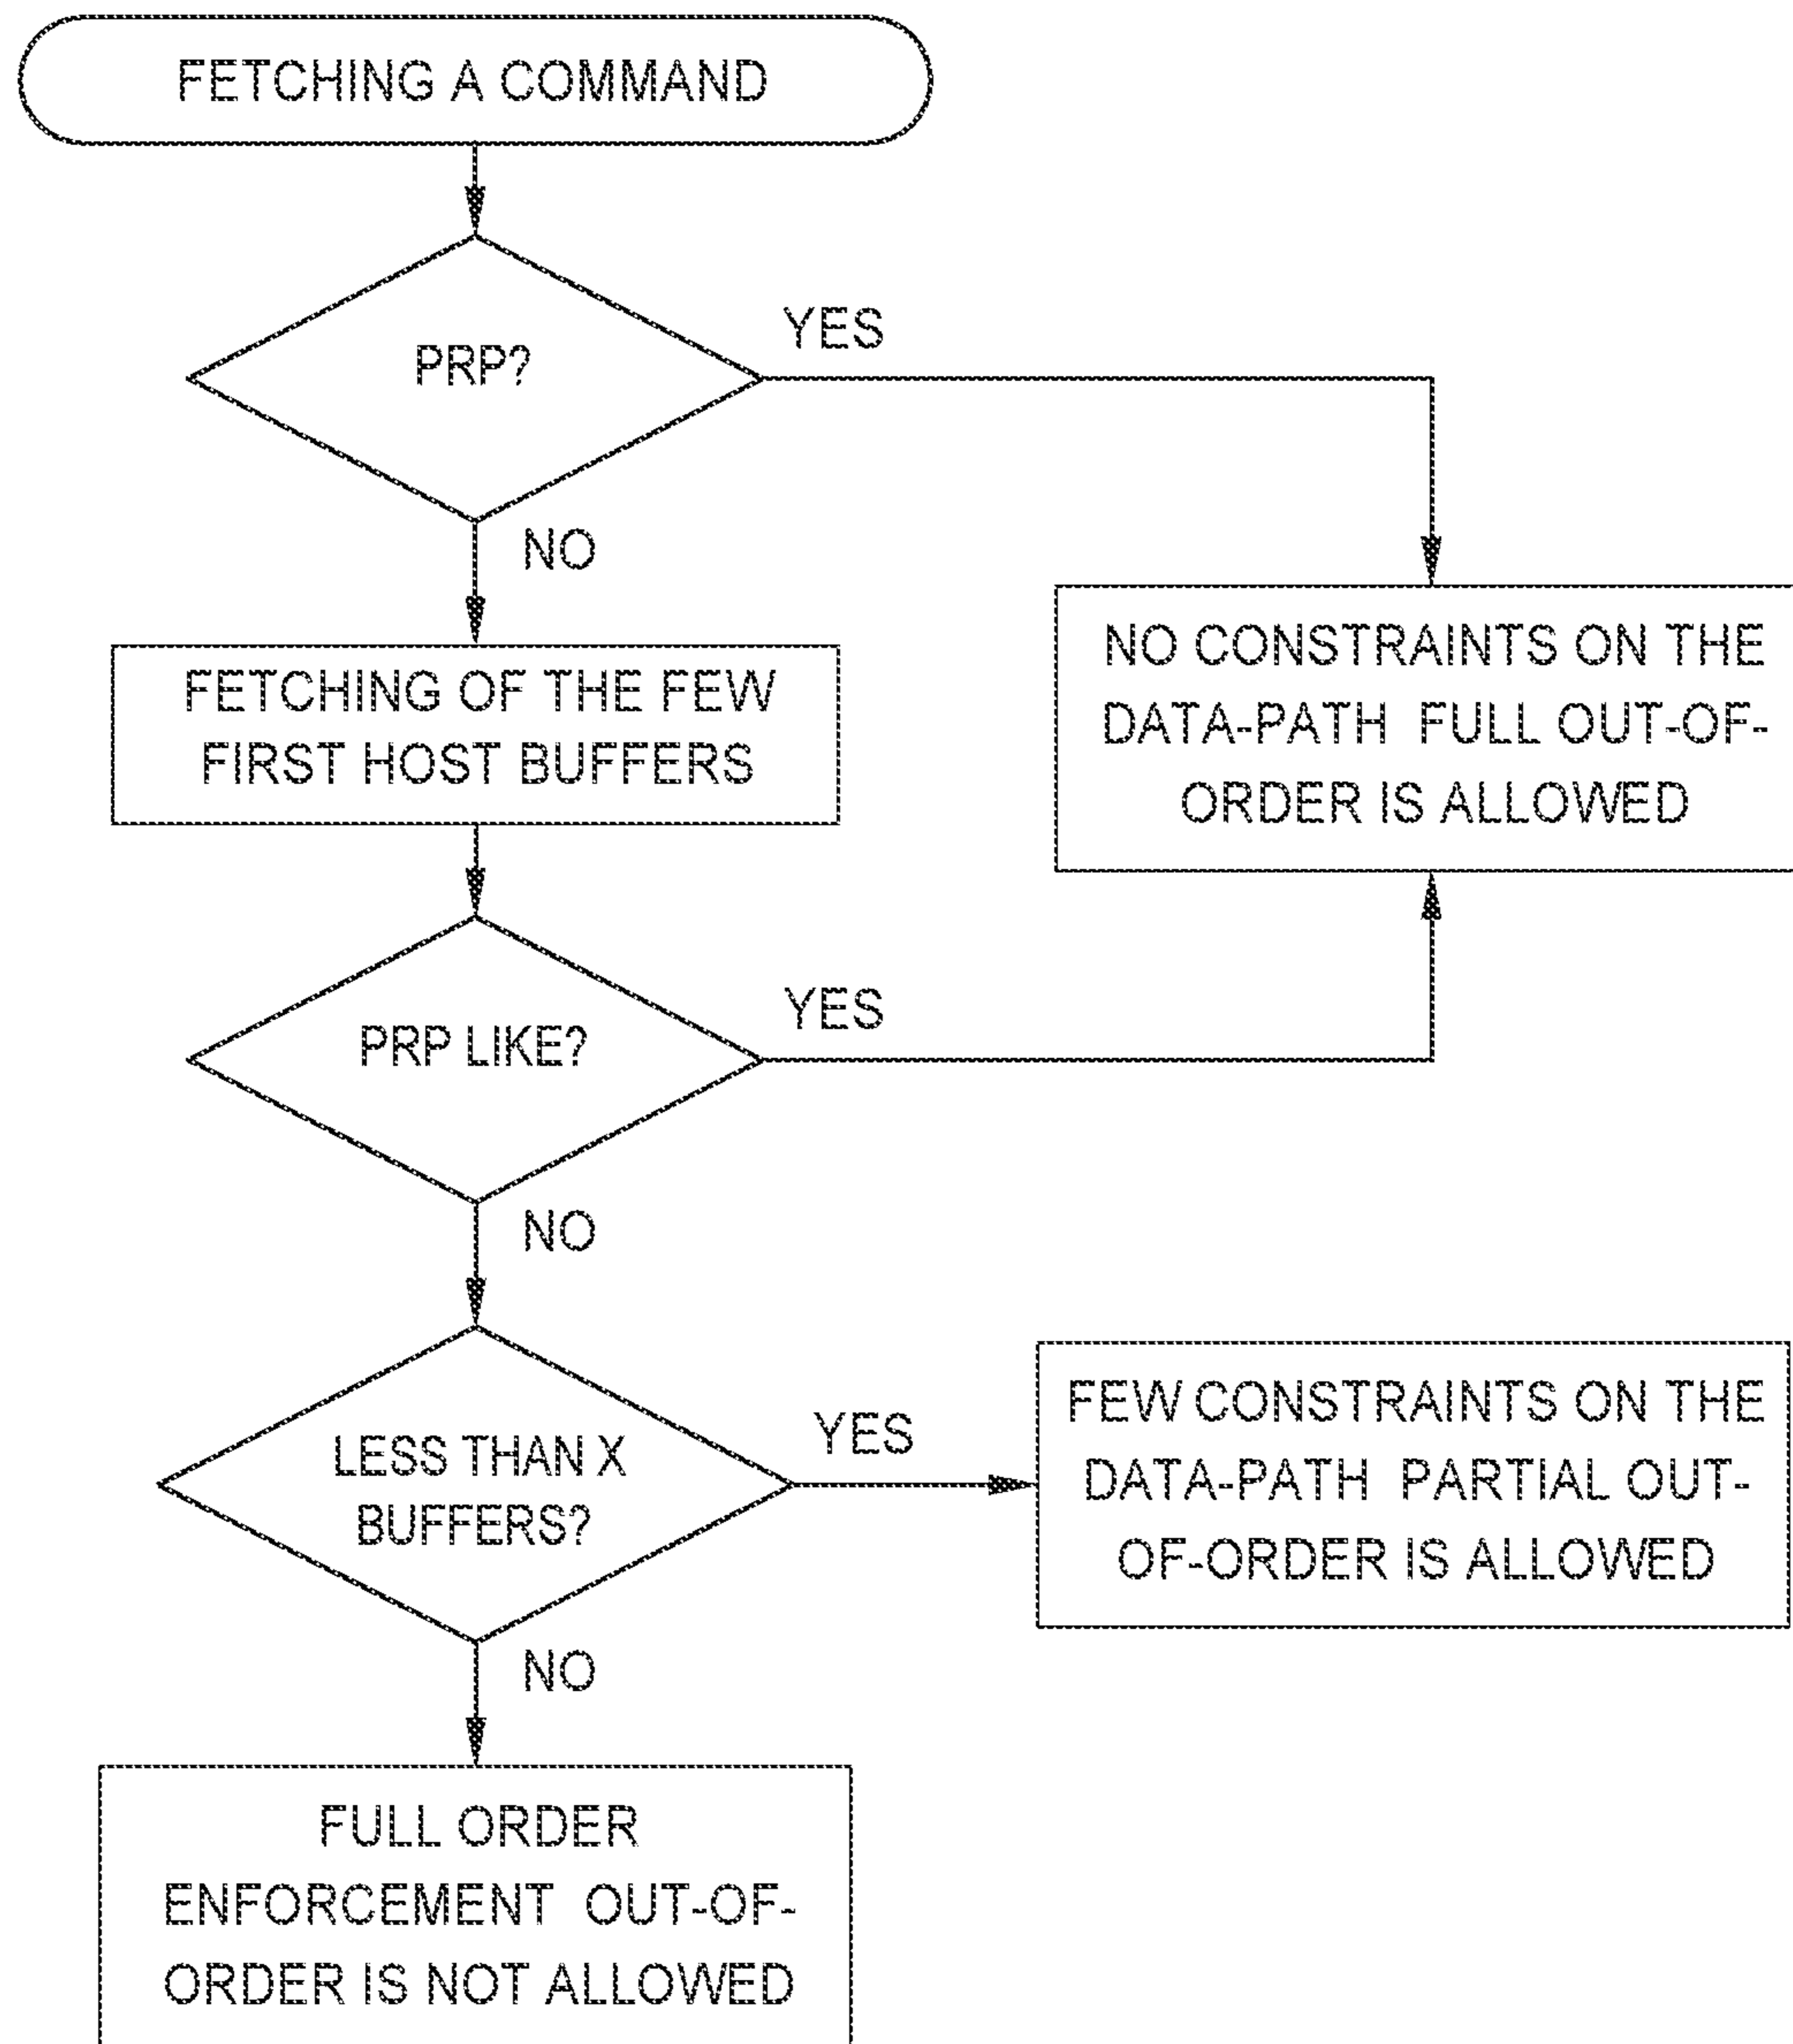 FETCHING A COMMAND
PRP?
YES
NO
FETCHING OF THE FEW
FIRST HOST BUFFERS
NO CONSTRAINTS ON THE
DATA-PATH FULL OUT-OF-
ORDER IS ALLOWED
PRP LIKE?
YES
NO
LESS THAN X
BUFFERS?
YES
FEW CONSTRAINTS ON THE
DATA-PATH PARTIAL OUT-
OF-ORDER IS ALLOWED
NO
FULL ORDER
ENFORCEMENT OUT-OF-
ORDER IS NOT ALLOWED